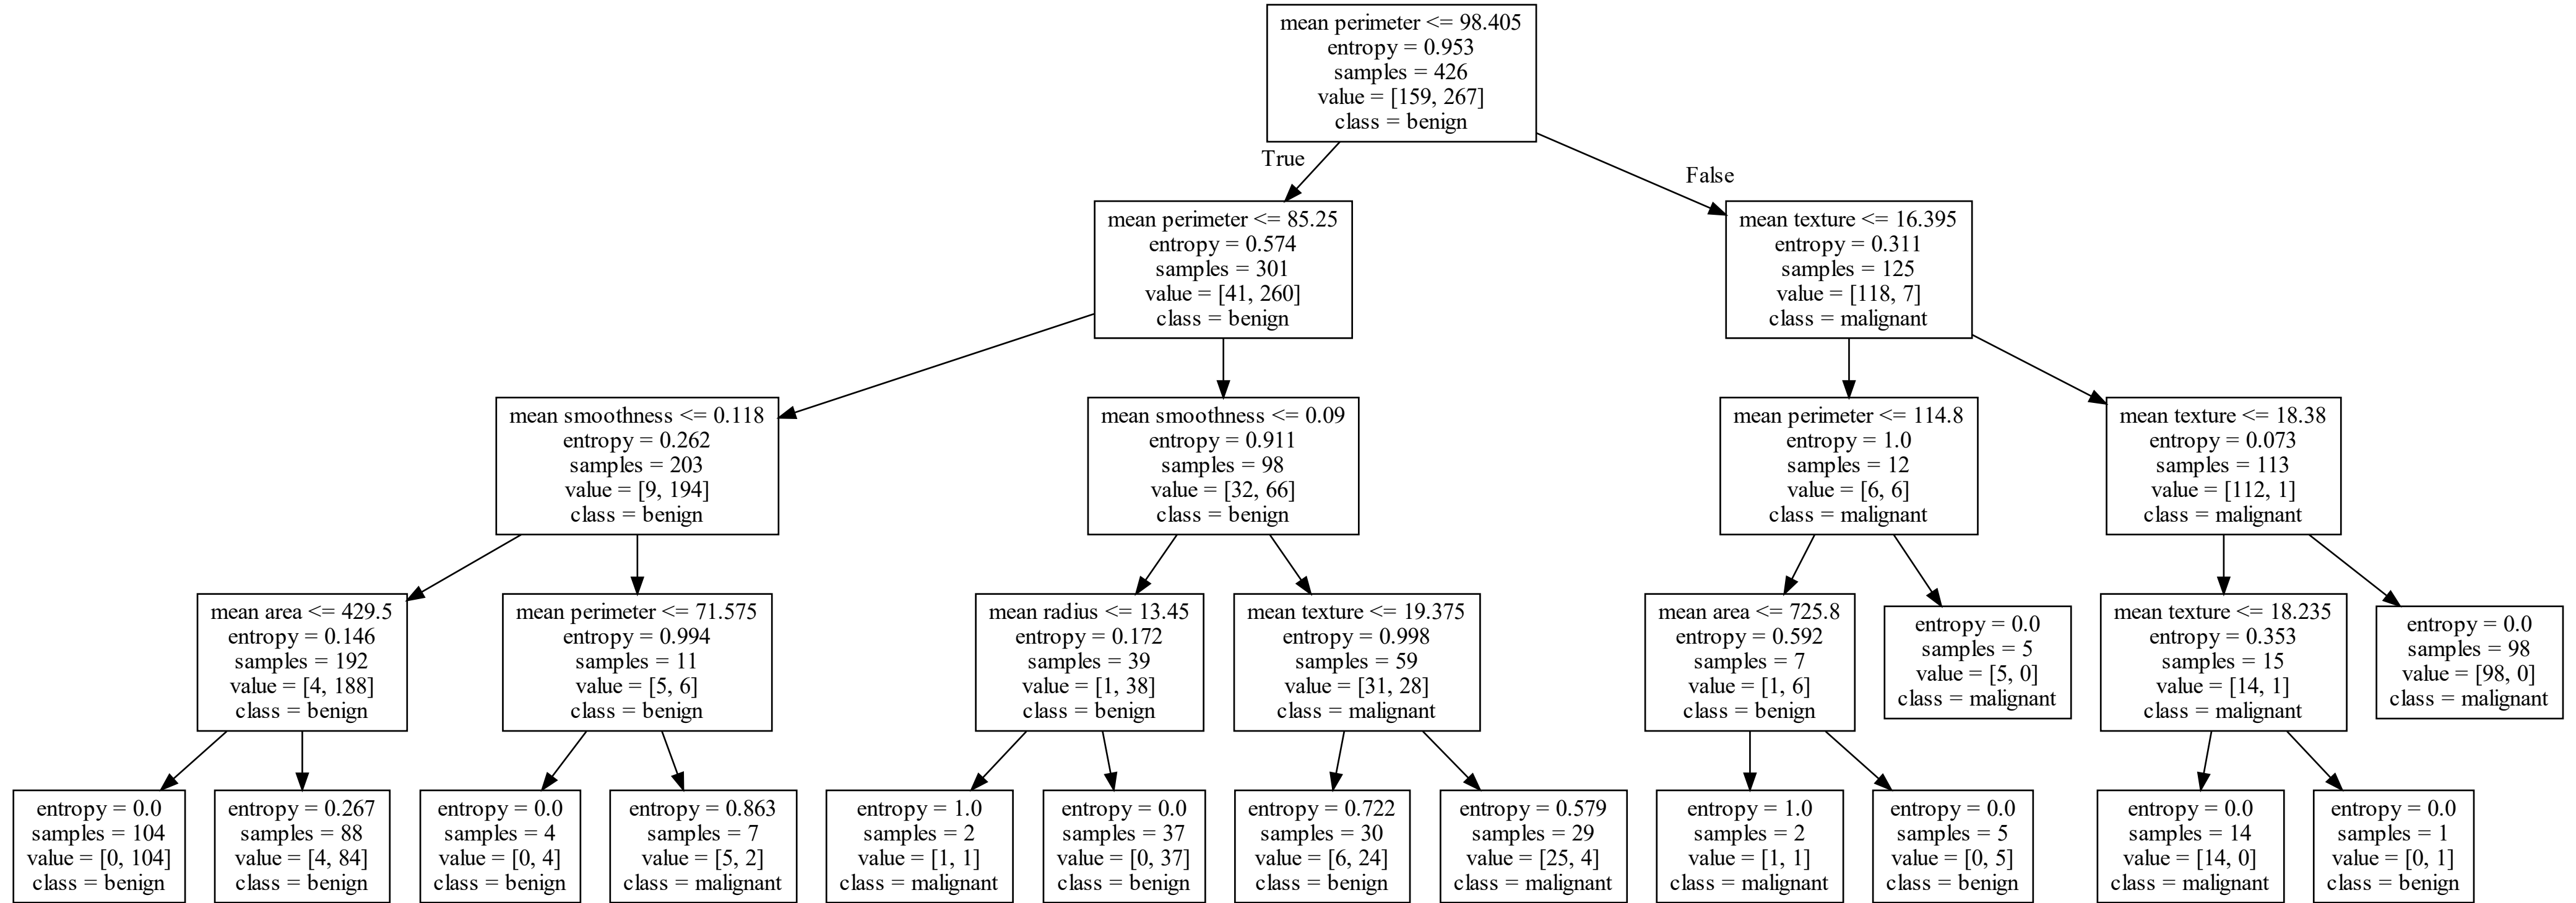 mean perimeter <= 98.405
entropy = 0.953
samples = 426
value = [159, 267]
class = benign
True
False
mean perimeter <= 85.25
entropy = 0.574
samples = 301
value = [41, 260]
class = benign
mean texture <= 16.395
entropy = 0.311
samples = 125
value = [118, 7]
class = malignant
mean smoothness <= 0.118
entropy = 0.262
samples = 203
value = [9, 194]
class = benign
mean smoothness <= 0.09
entropy = 0.911
samples = 98
value = [32, 66]
class = benign
mean perimeter <= 114.8
entropy = 1.0
samples = 12
value = [6, 6]
class = malignant
mean texture <= 18.38
entropy = 0.073
samples = 113
value = [112, 1]
class = malignant
mean area <= 429.5
entropy = 0.146
samples = 192
value = [4, 188]
class = benign
mean perimeter <= 71.575
entropy = 0.994
samples = 11
value = [5, 6]
class = benign
mean radius <= 13.45
entropy = 0.172
samples = 39
value = [1, 38]
class = benign
mean texture <= 19.375
entropy = 0.998
samples = 59
value = [31, 28]
class = malignant
mean area <= 725.8
entropy = 0.592
samples = 7
value = [1, 6]
class = benign
entropy = 0.0
samples = 5
value = [5, 0]
class = malignant
mean texture <= 18.235
entropy = 0.353
samples = 15
value = [14, 1]
class = malignant
entropy = 0.0
samples = 98
value = [98, 0]
class = malignant
entropy = 0.0
samples = 104
value = [0, 104]
class = benign
entropy = 0.267
samples = 88
value = [4, 84]
class = benign
entropy = 0.0
samples = 4
value = [0, 4]
class = benign
entropy = 0.863
samples = 7
value = [5, 2]
class = malignant
entropy = 1.0
samples = 2
value = [1, 1]
class = malignant
entropy = 0.0
samples = 37
value = [0, 37]
class = benign
entropy = 0.722
samples = 30
value = [6, 24]
class = benign
entropy = 0.579
samples = 29
value = [25, 4]
class = malignant
entropy = 1.0
samples = 2
value = [1, 1]
class = malignant
entropy = 0.0
samples = 5
value = [0, 5]
class = benign
entropy = 0.0
samples = 14
value = [14, 0]
class = malignant
entropy = 0.0
samples = 1
value = [0, 1]
class = benign